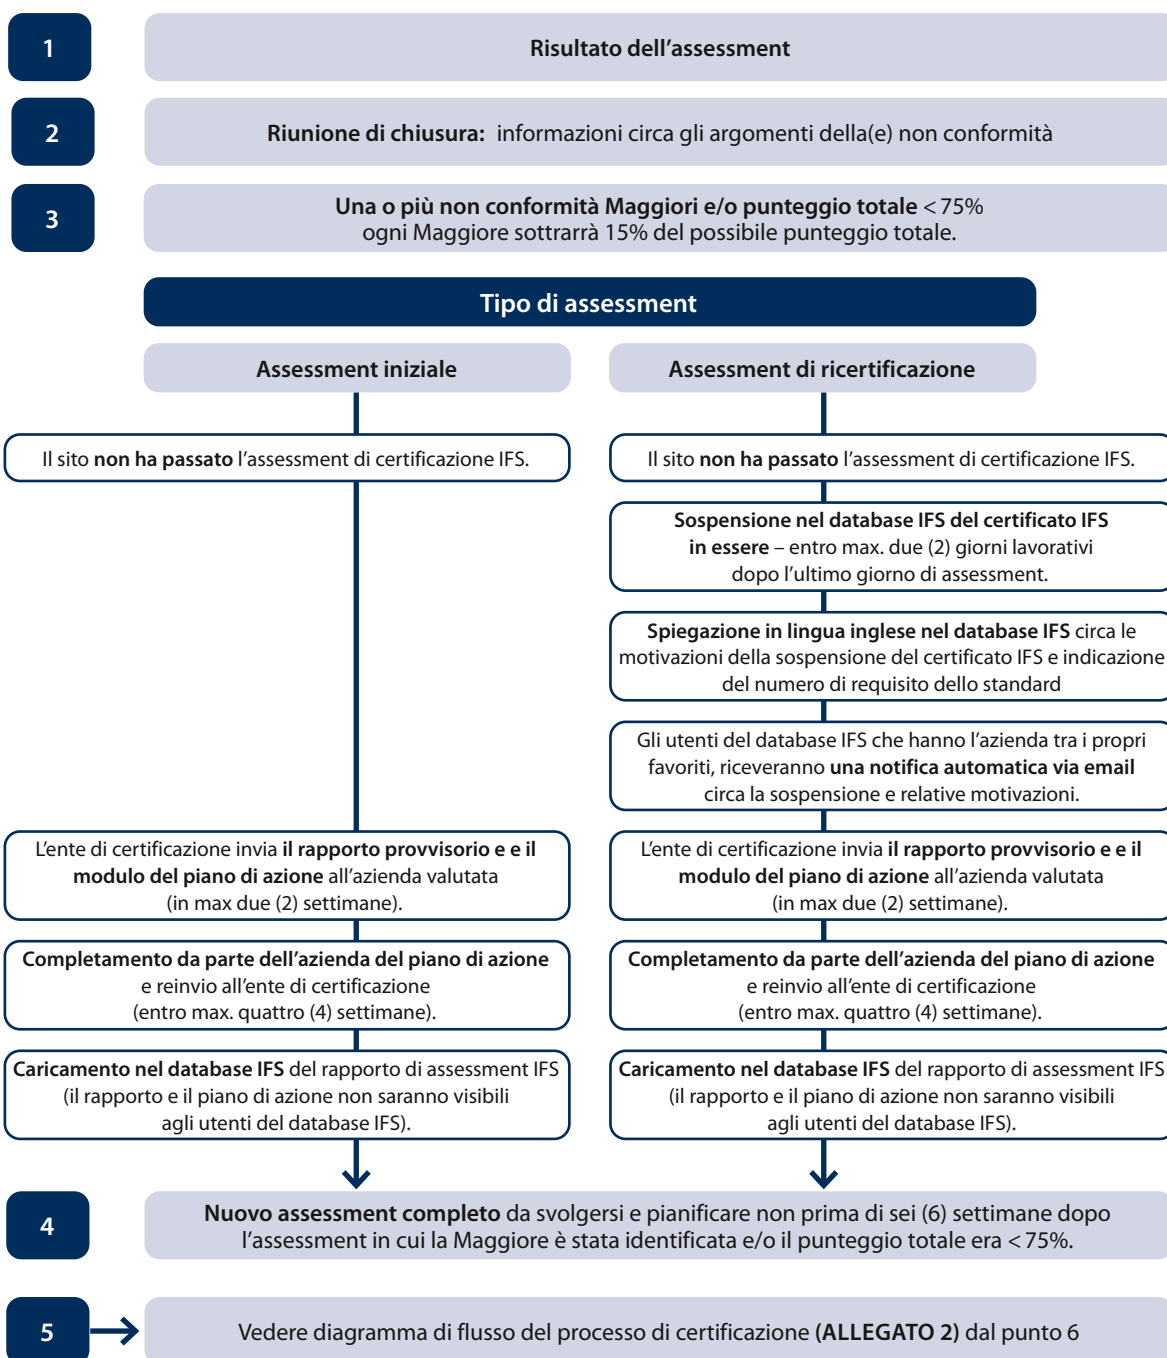 1
Risultato dell'assessment
2
Riunione di chiusura: informazioni circa gli argomenti della(e) non conformità
3
Una o più non conformità Maggiori e/o punteggio totale < 75%
ogni Maggiore sottrarrà 15% del possibile punteggio totale.
Tipo di assessment
Assessment iniziale
Il sito non ha passato l'assessment di certificazione IFS.
L'ente di certificazione invia il rapporto provvisorio e e il
modulo del piano di azione all'azienda valutata
(in max due (2) settimane).
Completamento da parte dell'azienda del piano di azione
e reinvio all'ente di certificazione
(entro max. quattro (4) settimane).
Caricamento nel database IFS del rapporto di assessment IFS
(il rapporto e il piano di azione non saranno visibili
agli utenti del database IFS).
Assessment di ricertificazione
Il sito non ha passato l'assessment di certificazione IFS.
Sospensione nel database IFS del certificato IFS
in essere – entro max. due (2) giorni lavorativi
dopo l'ultimo giorno di assessment.
Spiegazione in lingua inglese nel database IFS circa le
motivazioni della sospensione del certificato IFS e indicazione
del numero di requisito dello standard
Gli utenti del database IFS che hanno l'azienda tra i propri
favoriti, riceveranno una notifica automatica via email
circa la sospensione e relative motivazioni.
L'ente di certificazione invia il rapporto provvisorio e e il
modulo del piano di azione all'azienda valutata
(in max due (2) settimane).
Completamento da parte dell'azienda del piano di azione
e reinvio all'ente di certificazione
(entro max. quattro (4) settimane).
Caricamento nel database IFS del rapporto di assessment IFS
(il rapporto e il piano di azione non saranno visibili
agli utenti del database IFS).
4
Nuovo assessment completo da svolgersi e pianificare non prima di sei (6) settimane dopo
l'assessment in cui la Maggiore è stata identificata e/o il punteggio totale era < 75%.
5
Vedere diagramma di flusso del processo di certificazione (ALLEGATO 2) dal punto 6